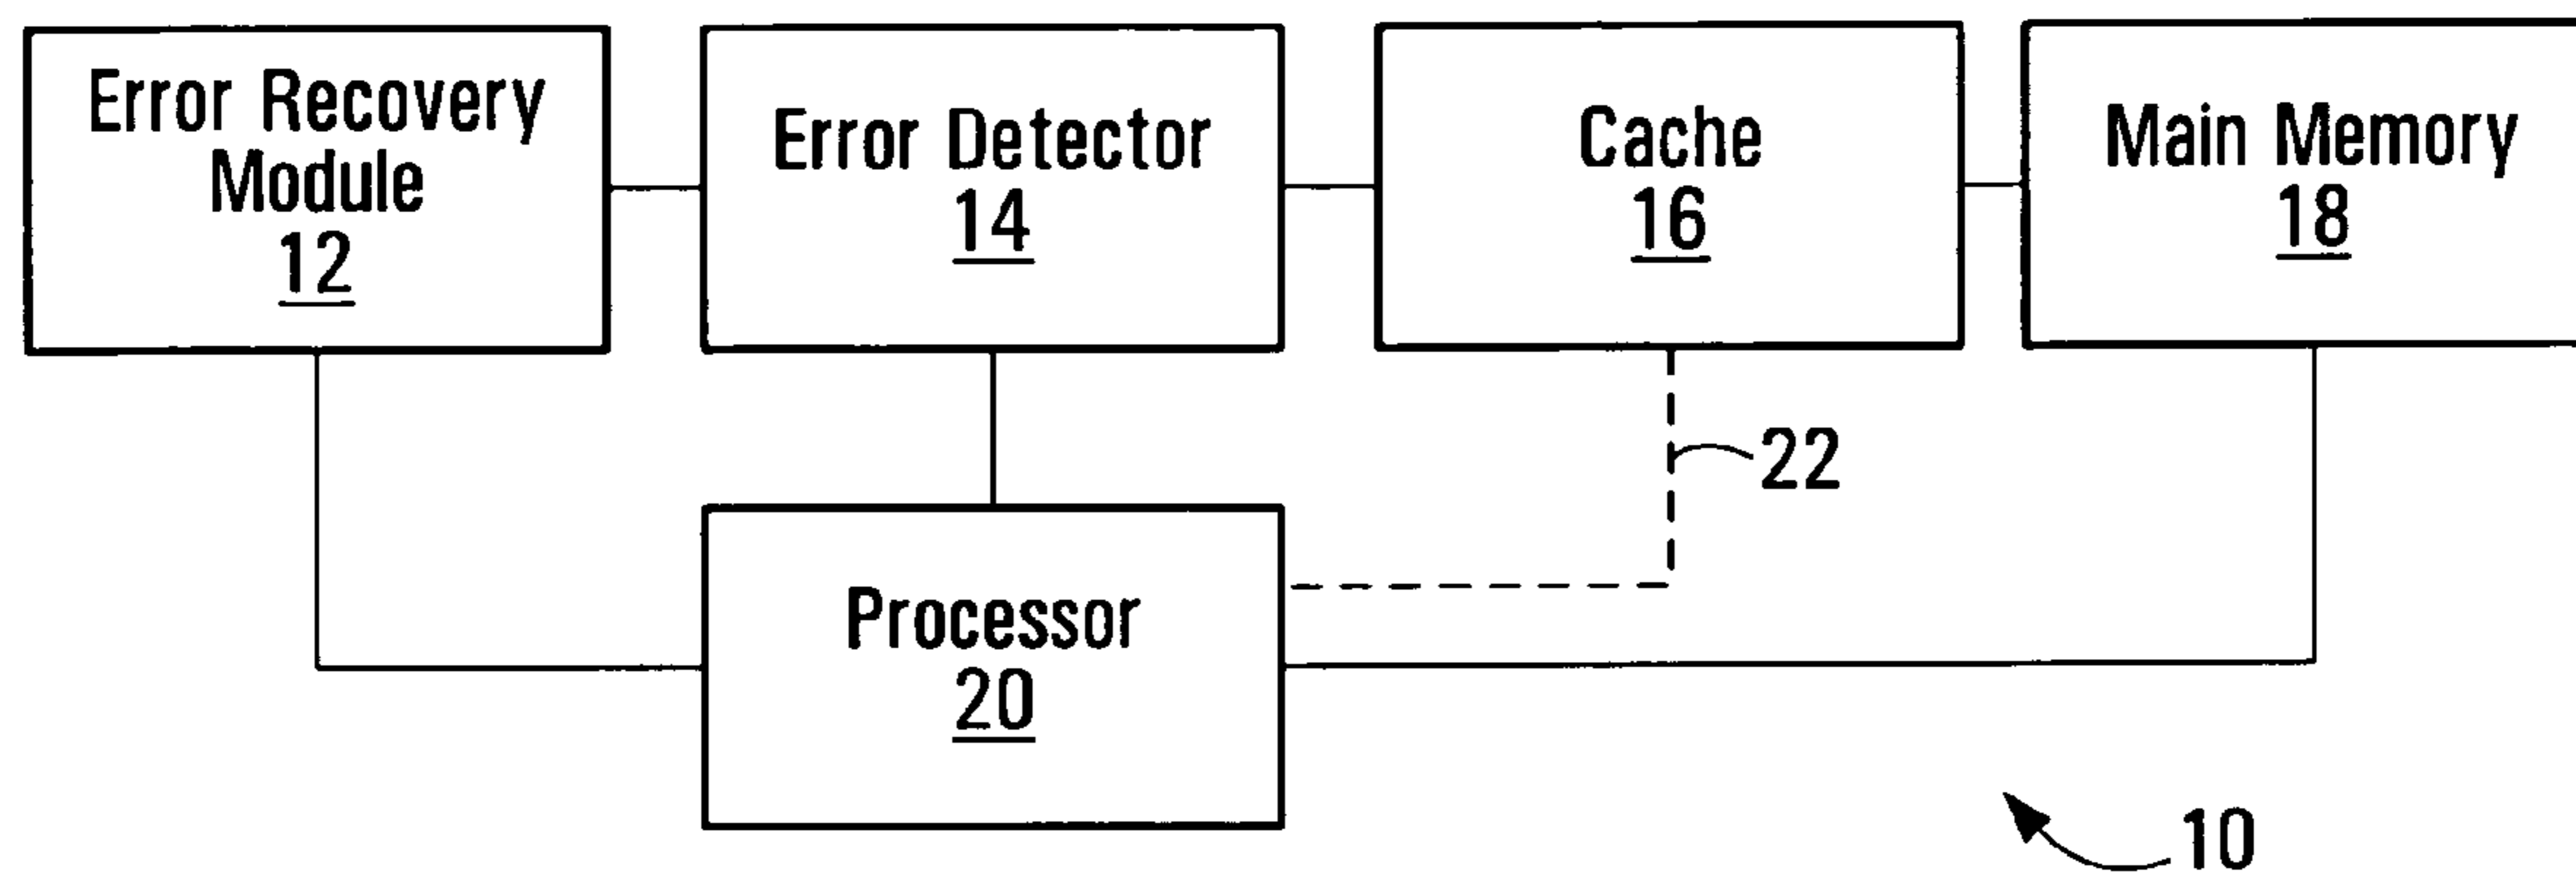 Error Recovery
Module
12
Error Detector
14
Cache
16
Main Memory
18
22
Processor
20
10